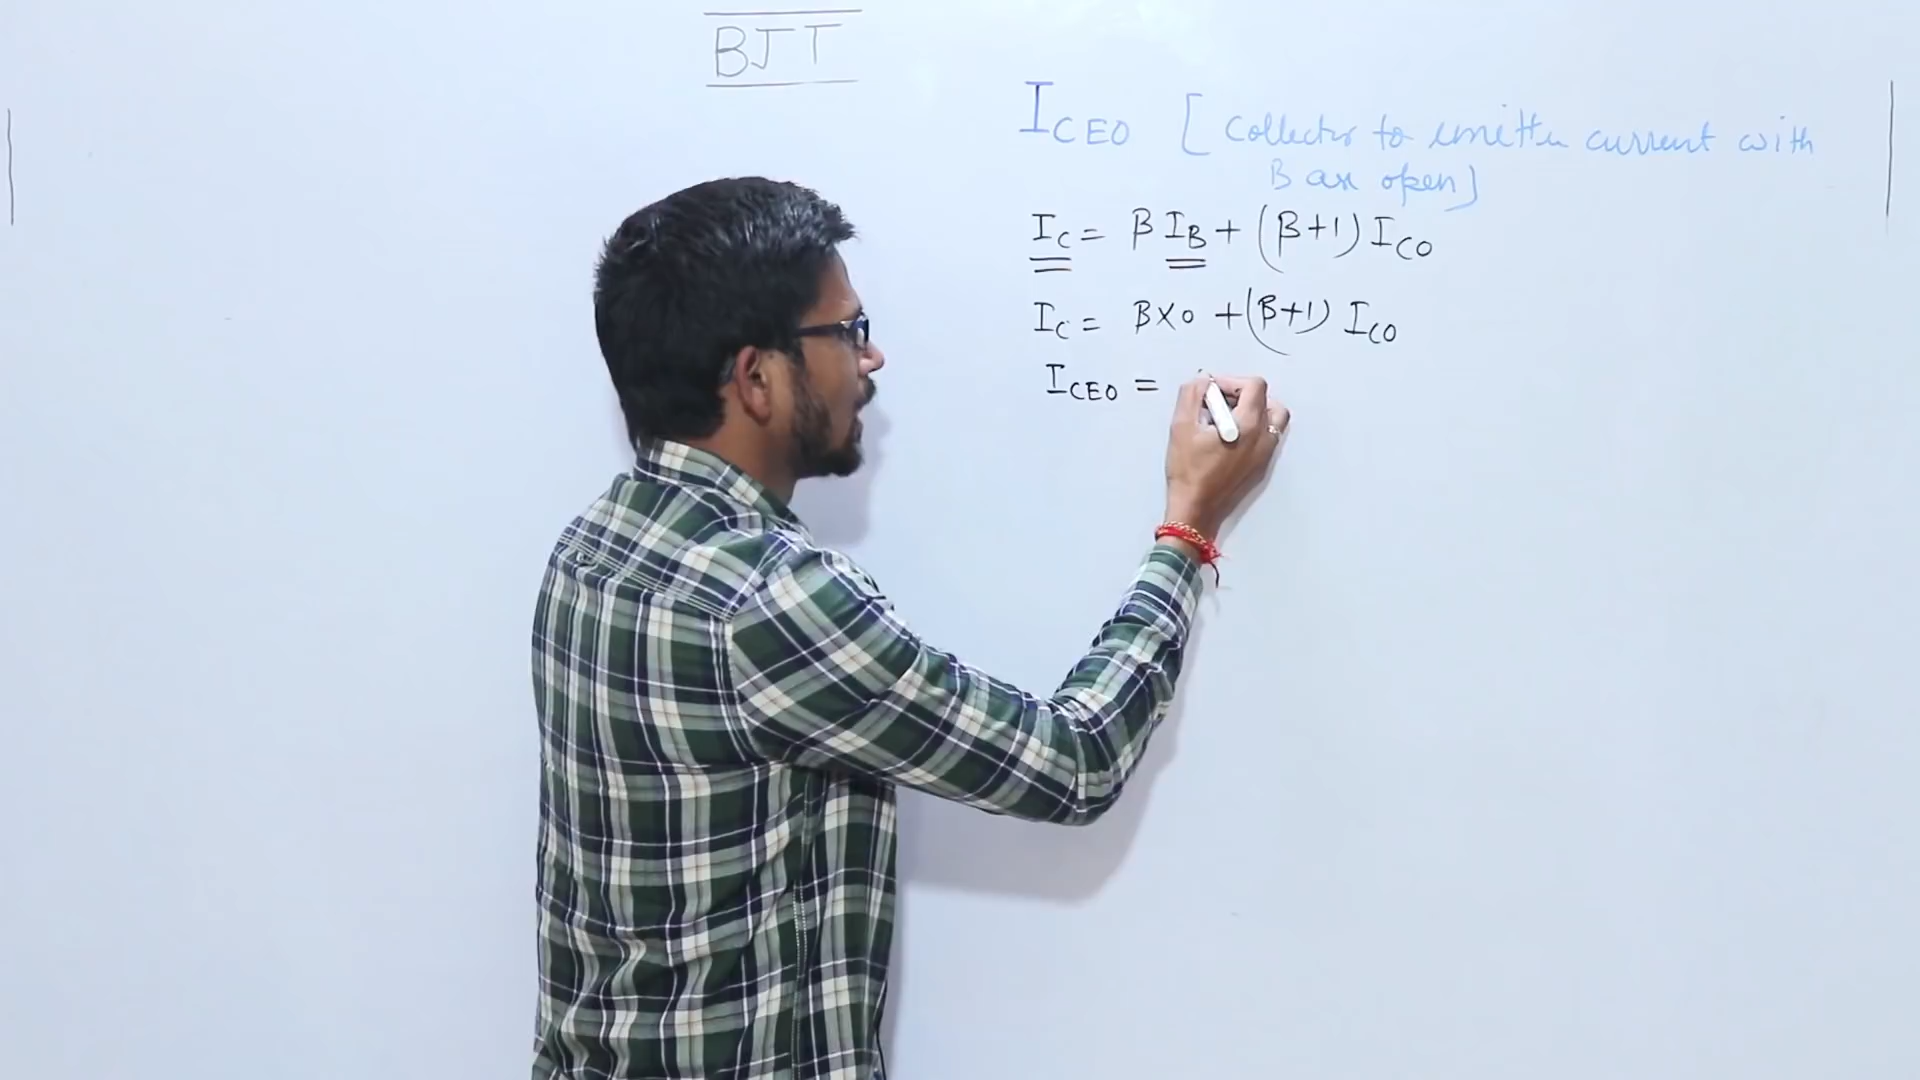 BJT
ICEO [Collector to emitter current with
Base open]
IC = β IB + (β+1) ICO
IC = β×0 + (β+1) ICO
ICEO =